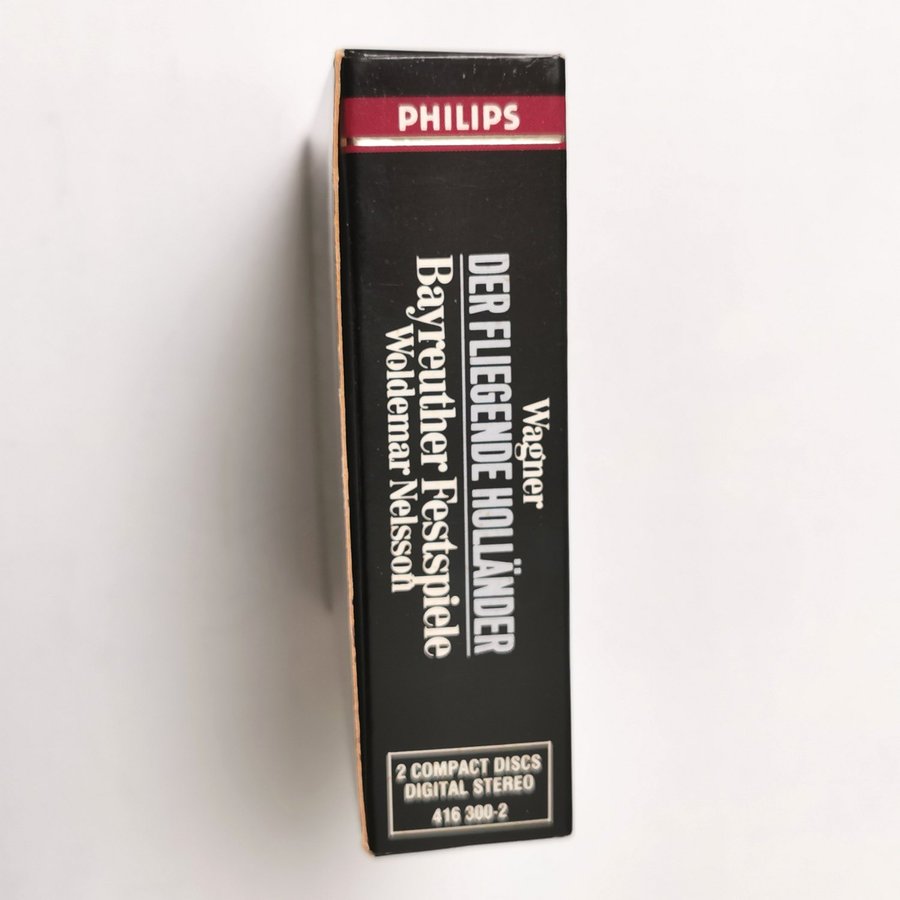 PHILIPS
Wagner
DER FLIEGENDE HOLLÄNDER
Bayreuther Festspiele
Woldemar Nelsson
2 COMPACT DISCS
DIGITAL STEREO
416 300-2